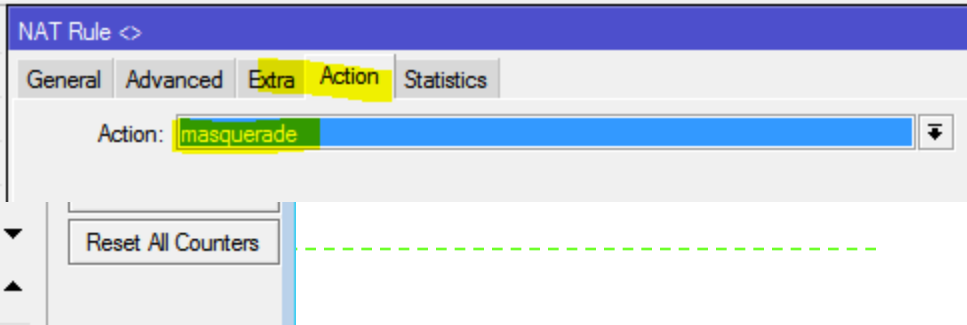 NAT Rule <>
General Advanced Extra Action Statistics
Action: masquerade
Reset All Counters